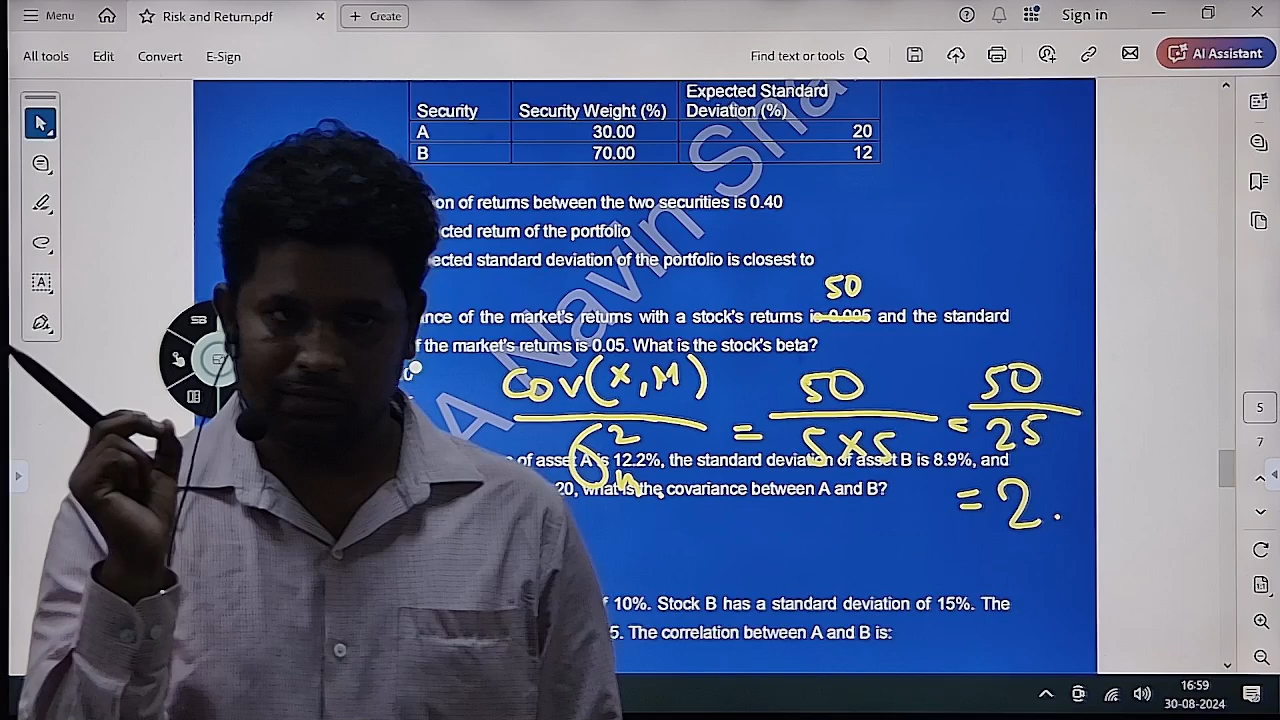 Menu Risk and Return.pdf × + Create Sign in
All tools Edit Convert E-Sign Find text or tools AI Assistant
Security Security Weight (%) Expected Standard Deviation (%)
A 30.00 20
B 70.00 12
on of returns between the two securities is 0.40
cted return of the portfolio
ected standard deviation of the portfolio is closest to
50
ance of the market's returns with a stock's returns is 0.005 and the standard
f the market's returns is 0.05. What is the stock's beta?
Cov(X,M) = 50 = 50
σ²M 5×5 25
= 2.
of asset A is 12.2%, the standard deviation of asset B is 8.9%, and
20, what is the covariance between A and B?
f 10%. Stock B has a standard deviation of 15%. The
5. The correlation between A and B is:
A Navin Sha
SB
5
7
16:59
30-08-2024